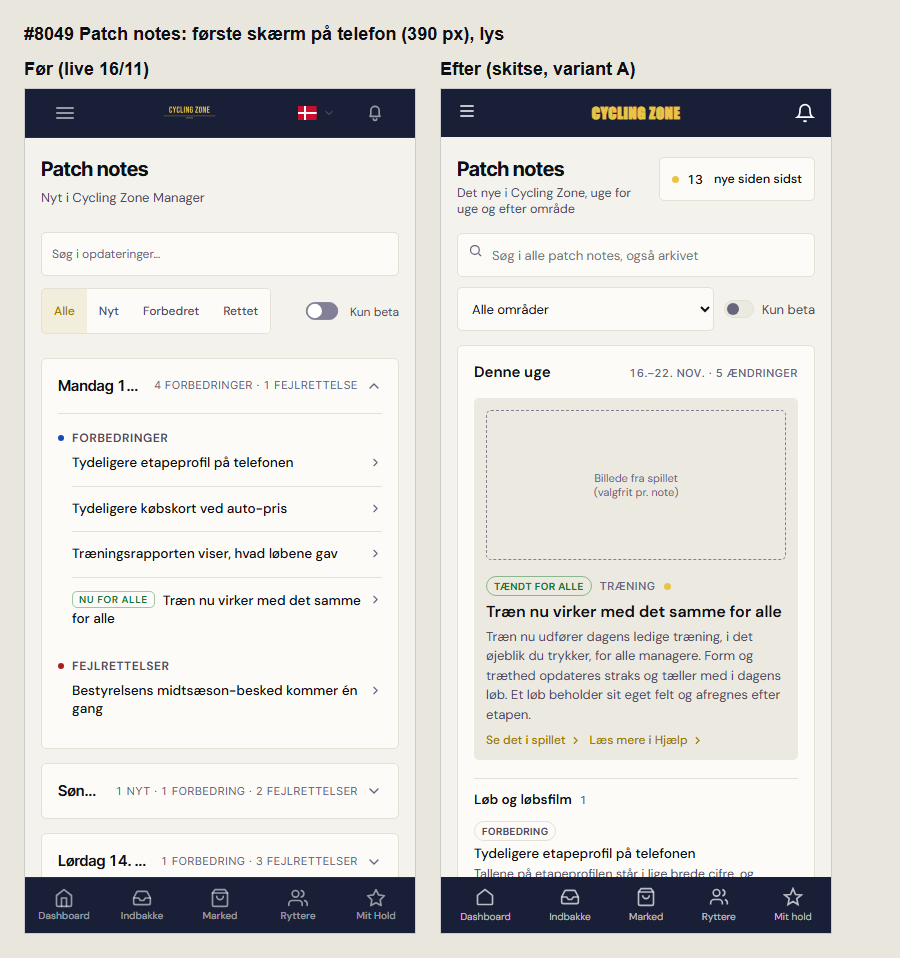 #8049 Patch notes: første skærm på telefon (390 px), lys
Før (live 16/11)
CYCLING ZONE
Patch notes
Nyt i Cycling Zone Manager
Søg i opdateringer...
Alle
Nyt
Forbedret
Rettet
Kun beta
Mandag 1... 4 FORBEDRINGER · 1 FEJLRETTELSE
FORBEDRINGER
Tydeligere etapeprofil på telefonen
Tydeligere købskort ved auto-pris
Træningsrapporten viser, hvad løbene gav
NU FOR ALLE Træn nu virker med det samme
for alle
FEJLRETTELSER
Bestyrelsens midtsæson-besked kommer én
gang
Søn... 1 NYT · 1 FORBEDRING · 2 FEJLRETTELSER
Lørdag 14. ... 1 FORBEDRING · 3 FEJLRETTELSER
Dashboard
Indbakke
Marked
Ryttere
Mit Hold
Efter (skitse, variant A)
CYCLING ZONE
Patch notes
Det nye i Cycling Zone, uge for
uge og efter område
13 nye siden sidst
Søg i alle patch notes, også arkivet
Alle områder
Kun beta
Denne uge 16.–22. NOV. · 5 ÆNDRINGER
Billede fra spillet
(valgfrit pr. note)
TÆNDT FOR ALLE TRÆNING
Træn nu virker med det samme for alle
Træn nu udfører dagens ledige træning, i det
øjeblik du trykker, for alle managere. Form og
træthed opdateres straks og tæller med i dagens
løb. Et løb beholder sit eget felt og afregnes efter
etapen.
Se det i spillet
Læs mere i Hjælp
Løb og løbsfilm 1
FORBEDRING
Tydeligere etapeprofil på telefonen
Tallene på etapeprofilen står i lige brede cifre, og
Dashboard
Indbakke
Marked
Ryttere
Mit hold